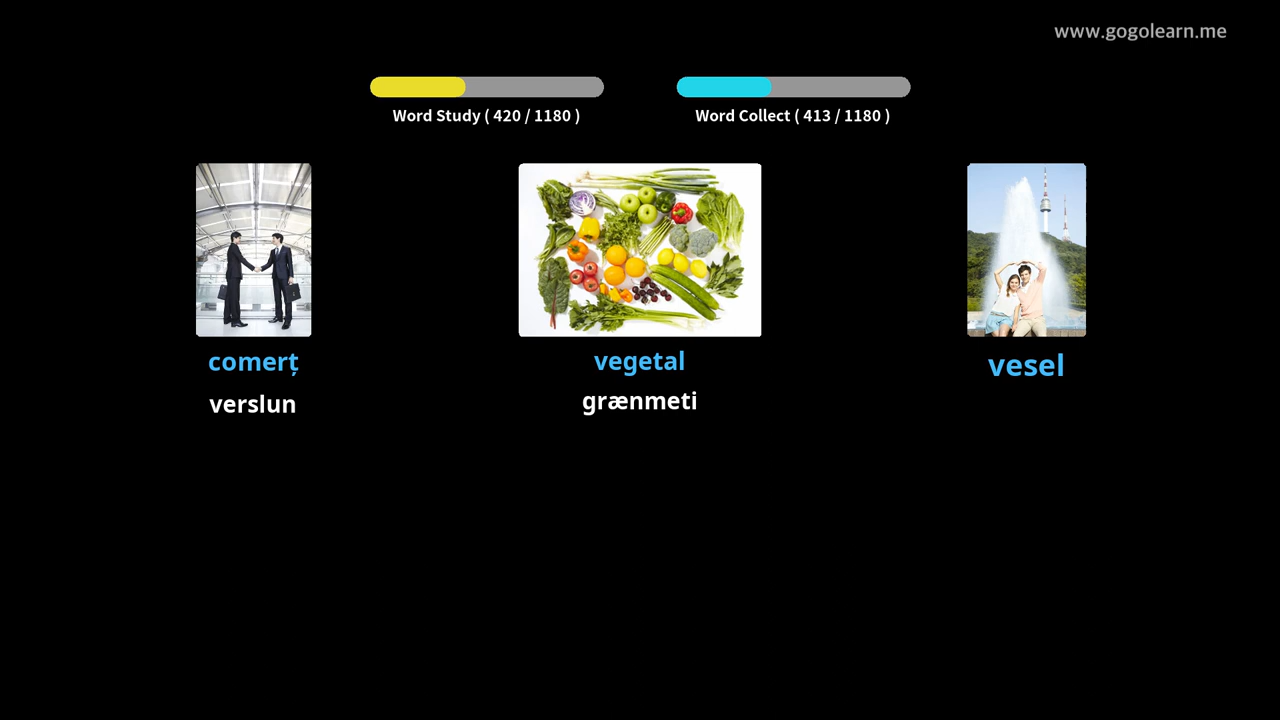 www.gogolearn.me
Word Study ( 420 / 1180 )
Word Collect ( 413 / 1180 )
comerț
verslun
vegetal
grænmeti
vesel